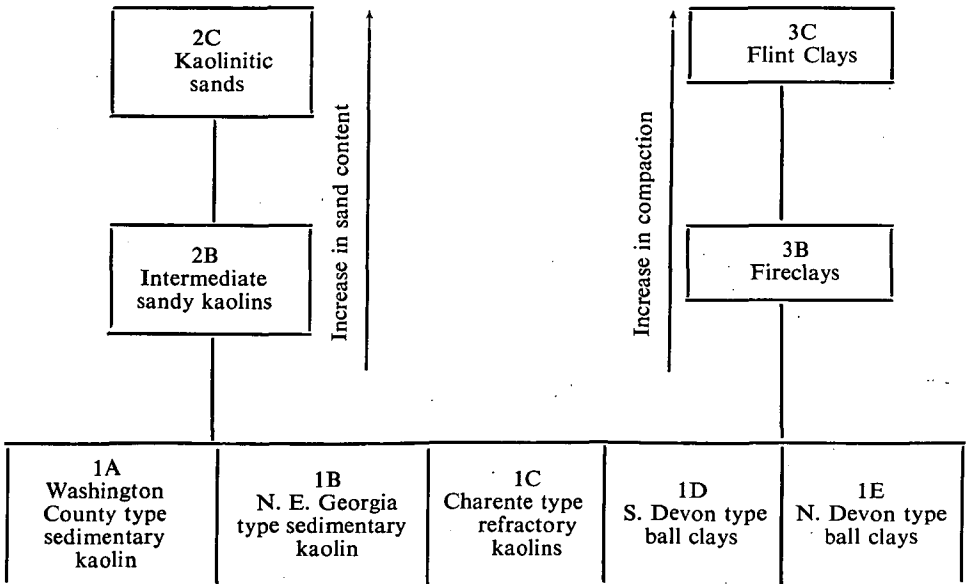 2C
Kaolinitic
sands
Increase in sand content
3C
Flint Clays
Increase in compaction
2B
Intermediate
sandy kaolins
3B
Fireclays
1A
Washington
County type
sedimentary
kaolin
1B
N. E. Georgia
type sedimentary
kaolin
1C
Charente type
refractory
kaolins
1D
S. Devon type
ball clays
1E
N. Devon type
ball clays